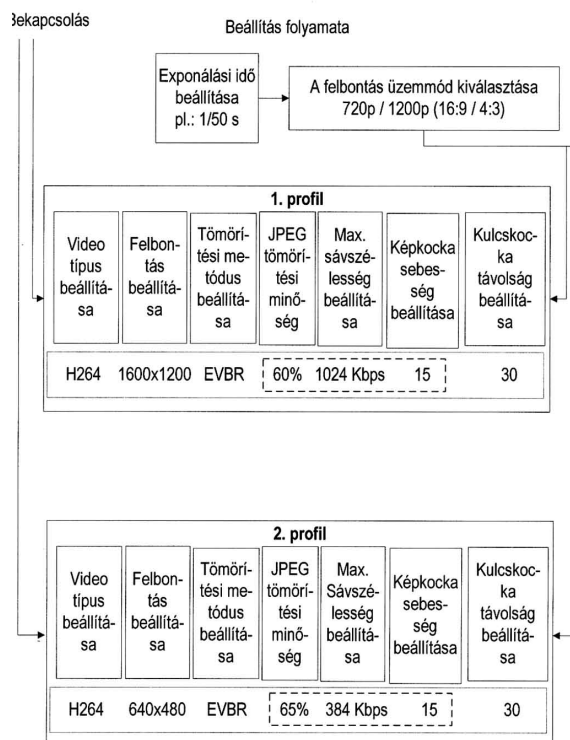 Beállítás folyamata
Exponálási idő
beállítása
pl.: 1/50 s
A felbontás üzemmód kiválasztása
720p / 1200p (16:9 / 4:3)
1. profil
Video
típus
beállítá-
sa
Felbon-
tás
beállítá-
sa
Tömörí-
tési me-
tódus
beállítá-
sa
JPEG
tömörí-
tési
minő-
ség
Max.
sávszé-
lesség
beállítá-
sa
Képkocka
sebes-
ség
beállítása
Kulcskoc-
ka
távolság
beállítá-
sa
H264 1600x1200 EVBR 60% 1024 Kbps 15 30
2. profil
Video
típus
beállítá-
sa
Felbon-
tás
beállítá-
sa
Tömörí-
tési me-
tódus
beállítá-
sa
JPEG
tömörí-
tési
minő-
ség
Max.
Sávszé-
lesség
beállítá-
sa
Képkocka
sebes-
ség
beállítása
Kulcskoc-
ka
távolság
beállítá-
sa
H264 640x480 EVBR 65% 384 Kbps 15 30